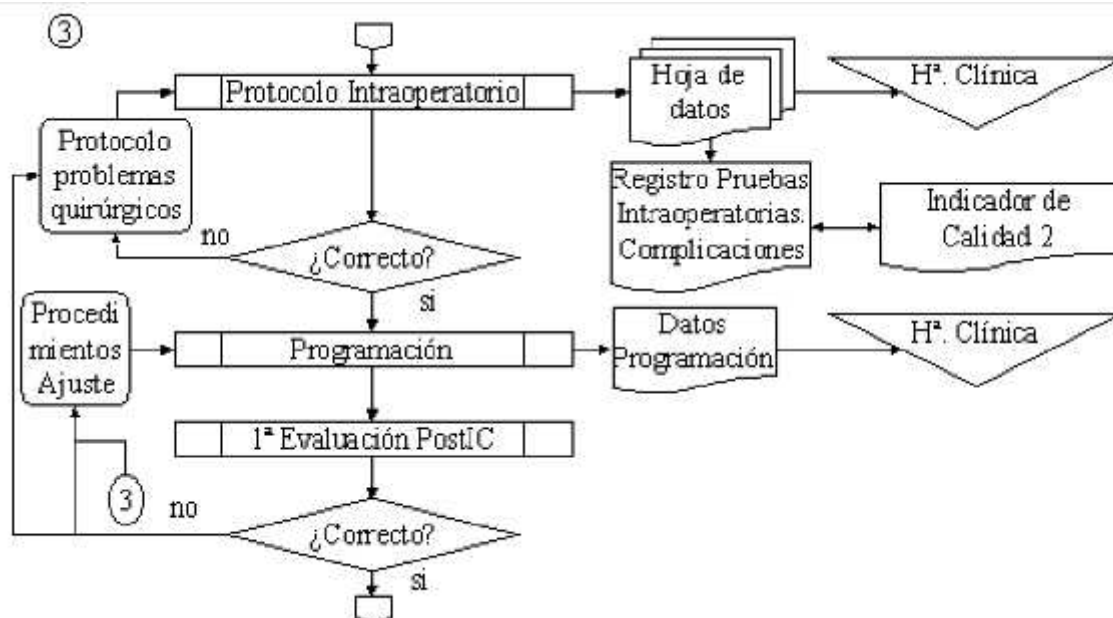 3
Protocolo Intraoperatorio
Hoja de
datos
Hª. Clínica
Protocolo
problemas
quirúrgicos
Registro Pruebas
Intraoperatorias.
Complicaciones
Indicador de
Calidad 2
no
¿Correcto?
si
Procedi
mientos
Ajuste
Programación
Datos
Programación
Hª. Clínica
1ª Evaluación PostIC
3
no
¿Correcto?
si